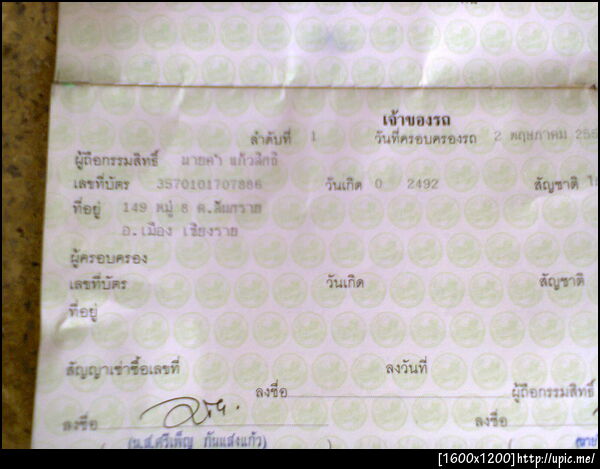 เจ้าของรถ
ลำดับที่ 1 วันที่ครอบครองรถ 2 พฤษภาคม
ผู้ถือกรรมสิทธิ์ นายคำ แก้วสิทธิ์
เลขที่บัตร 3570101707886 วันเกิด 0 2492 สัญชาติ
ที่อยู่ 149 หมู่ 8 ต.สันทราย
อ.เมือง เชียงราย
ผู้ครอบครอง
เลขที่บัตร วันเกิด สัญชาติ
ที่อยู่
สัญญาเช่าซื้อเลขที่ ลงวันที่
ลงชื่อ ผู้ถือกรรมสิทธิ์
ลงชื่อ ลงชื่อ
(น.ส.ศรีเพ็ญ กันแสงแก้ว) (นาย
[1600x1200]http://upic.me/